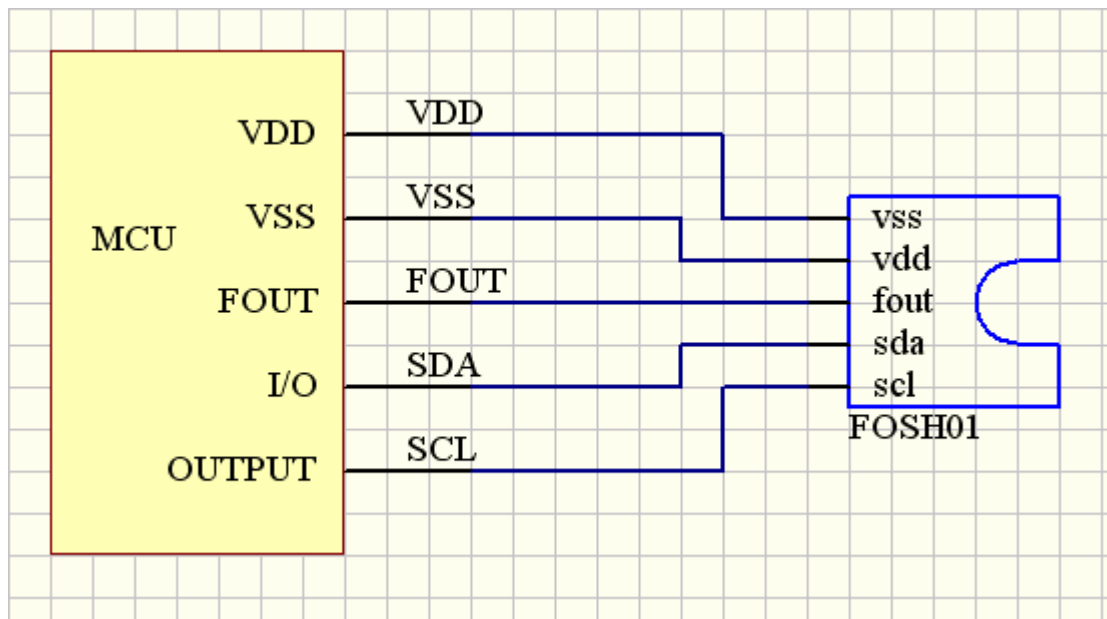 VDD VDD
VSS VSS vss
MCU
vdd
FOUT FOUT fout
sda
I/O SDA scl
FOSH01
OUTPUT SCL